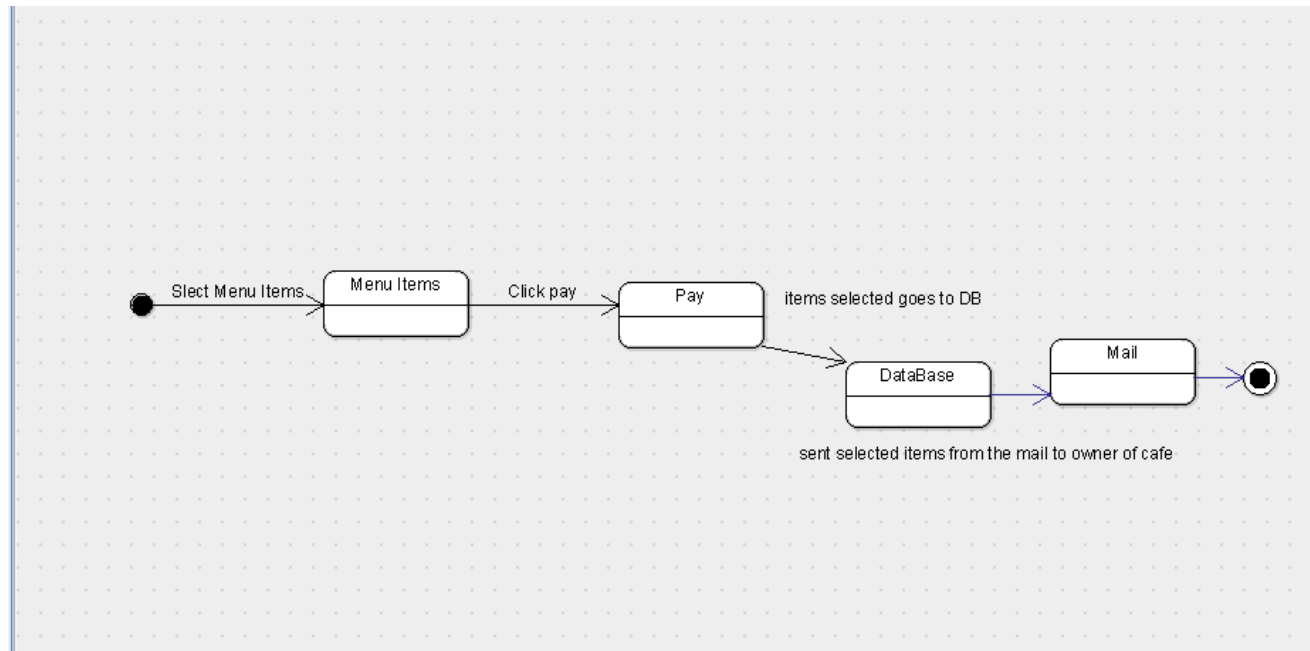 Slect Menu Items
Menu Items
Click pay
Pay
items selected goes to DB
DataBase
Mail
sent selected items from the mail to owner of cafe